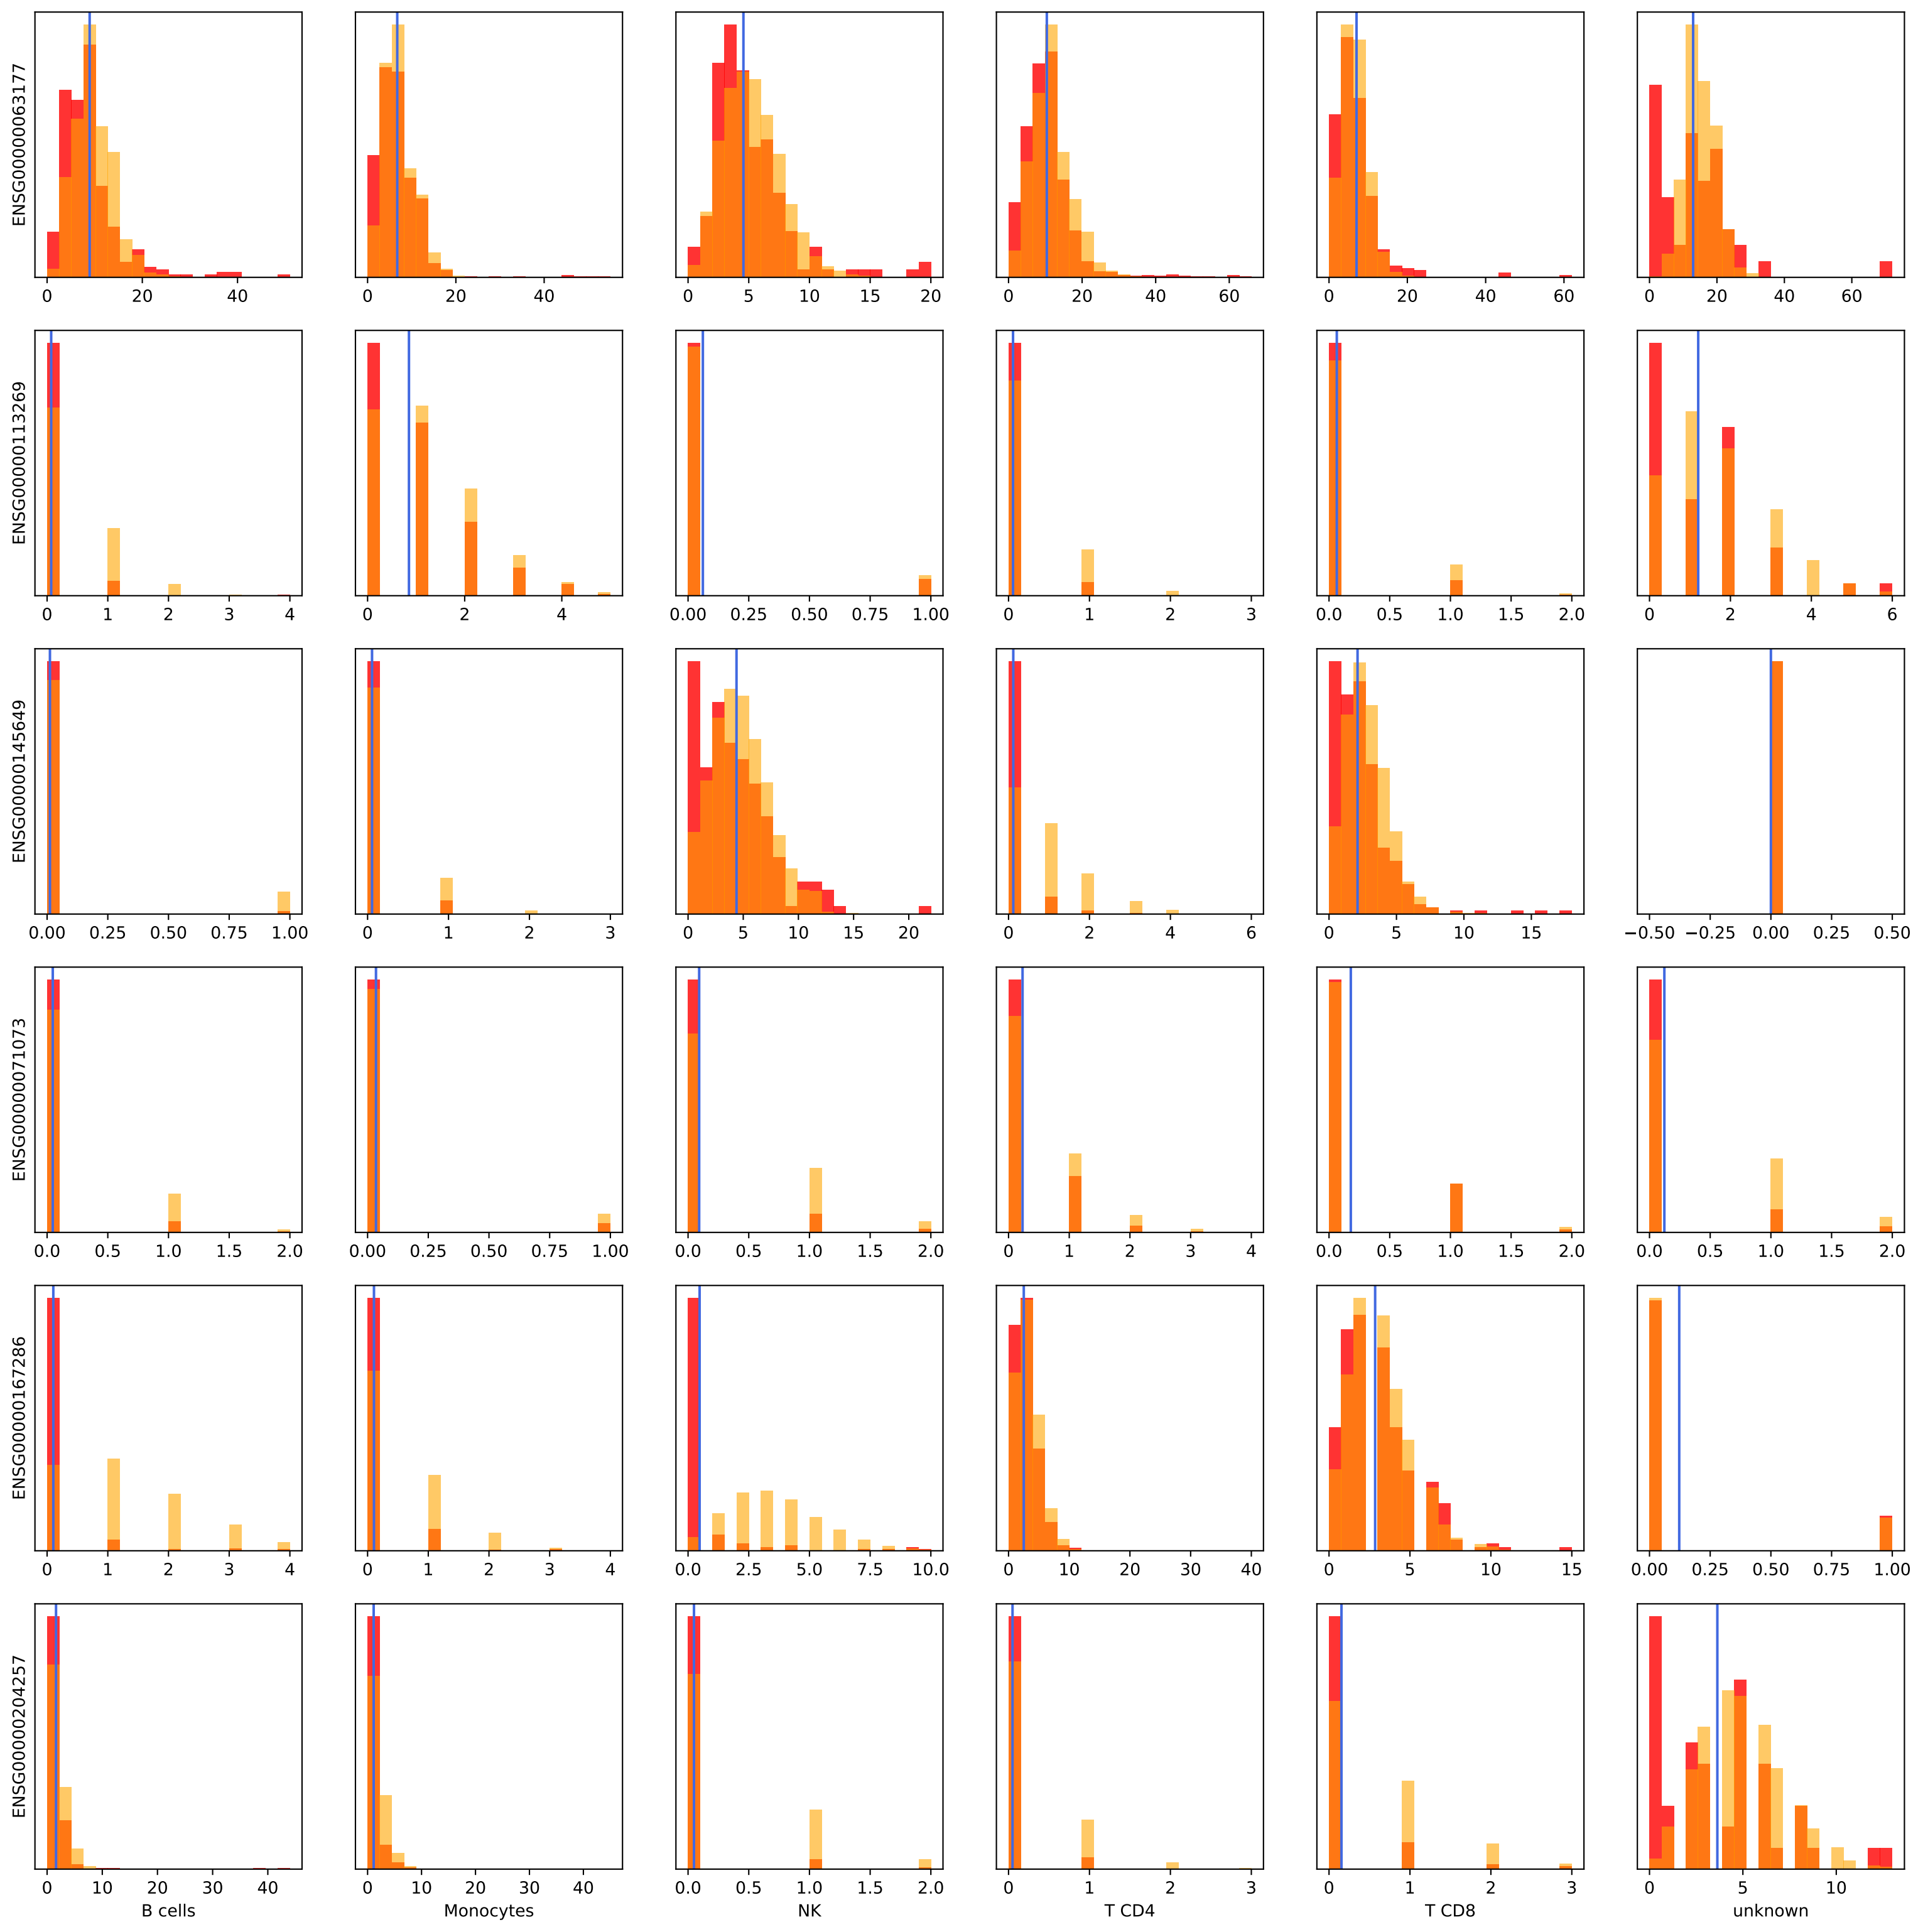 ENSG00000063177
0 20 40
0 20 40
0 5 10 15 20
0 20 40 60
0 20 40 60
0 20 40 60
ENSG00000113269
0 1 2 3 4
0 2 4
0.00 0.25 0.50 0.75 1.00
0 1 2 3
0.0 0.5 1.0 1.5 2.0
0 2 4 6
ENSG00000145649
0.00 0.25 0.50 0.75 1.00
0 1 2 3
0 5 10 15 20
0 2 4 6
0 5 10 15
−0.50 −0.25 0.00 0.25 0.50
ENSG00000071073
0.0 0.5 1.0 1.5 2.0
0.00 0.25 0.50 0.75 1.00
0.0 0.5 1.0 1.5 2.0
0 1 2 3 4
0.0 0.5 1.0 1.5 2.0
0.0 0.5 1.0 1.5 2.0
ENSG00000167286
0 1 2 3 4
0 1 2 3 4
0.0 2.5 5.0 7.5 10.0
0 10 20 30 40
0 5 10 15
0.00 0.25 0.50 0.75 1.00
ENSG00000204257
0 10 20 30 40
B cells
0 10 20 30 40
Monocytes
0.0 0.5 1.0 1.5 2.0
NK
0 1 2 3
T CD4
0 1 2 3
T CD8
0 5 10
unknown